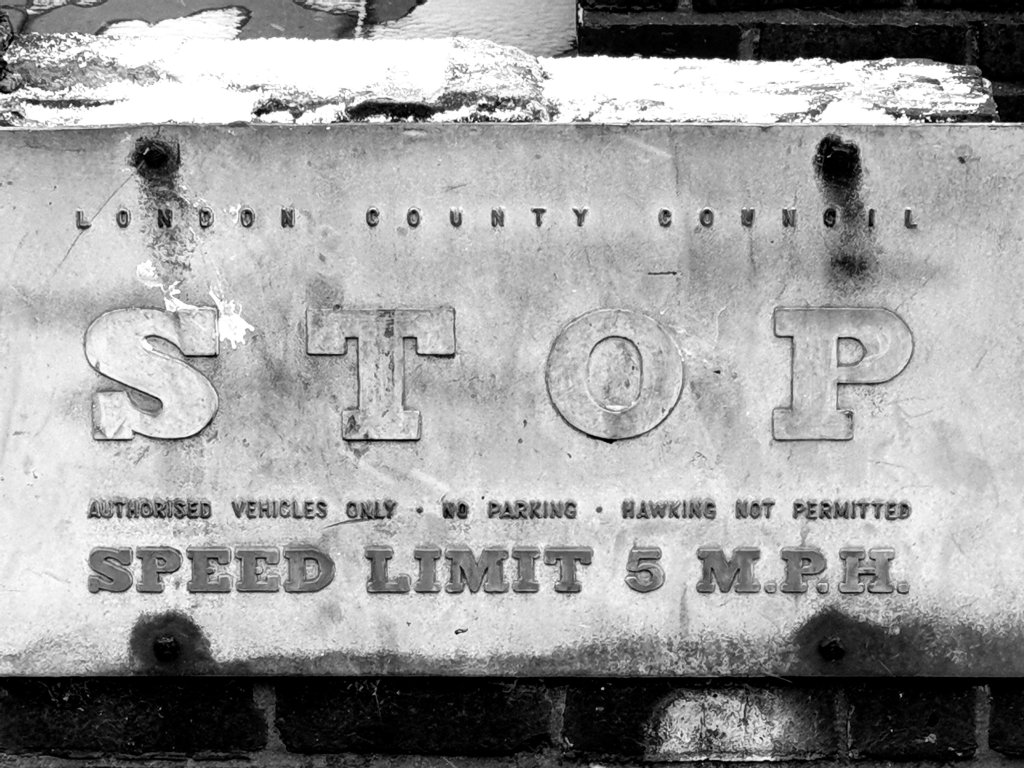 LONDON COUNTY COUNCIL
STOP
AUTHORISED VEHICLES ONLY · NO PARKING · HAWKING NOT PERMITTED
SPEED LIMIT 5 M.P.H.